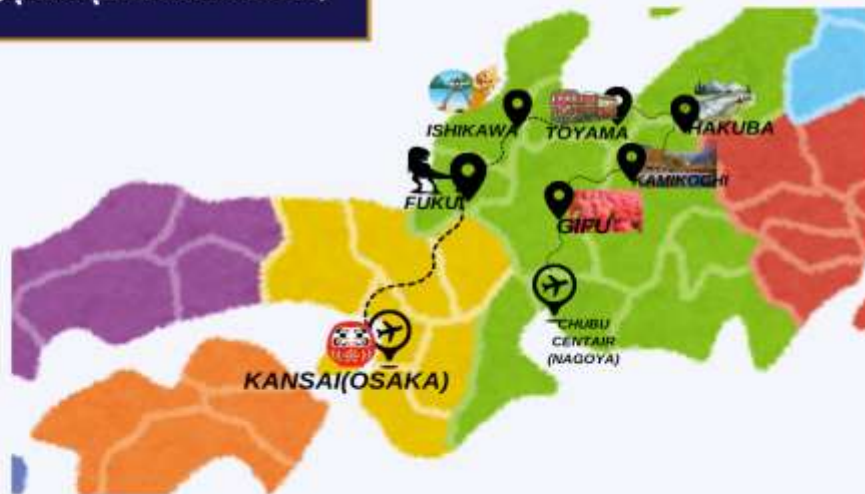 ISHIKAWA
TOYAMA
HAKUBA
KAMIKOCHI
FUKUI
GIFU
CHUBU
CENTAIR
(NAGOYA)
KANSAI(OSAKA)